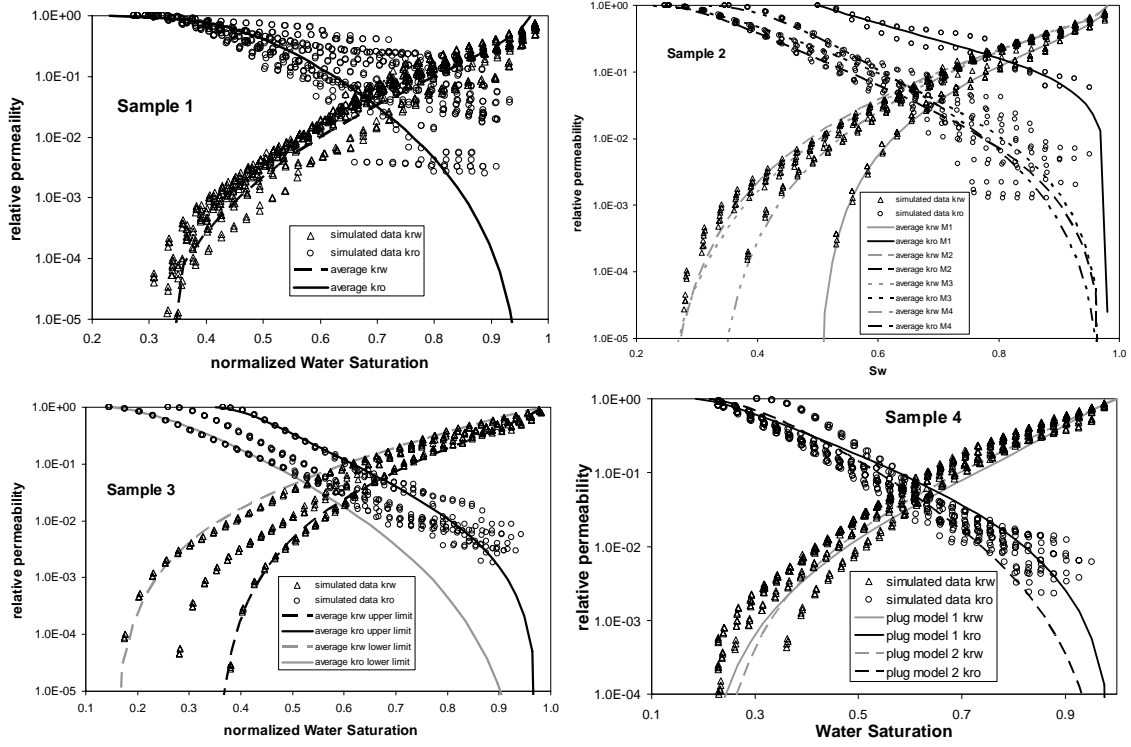 1.0E+00
1.0E-01
1.0E-02
1.0E-03
1.0E-04
1.0E-05
relative permeaility
Sample 1
simulated data krw
simulated data kro
average krw
average kro
0.2 0.3 0.4 0.5 0.6 0.7 0.8 0.9 1
normalized Water Saturation
1.0E+00
1.0E-01
1.0E-02
1.0E-03
1.0E-04
1.0E-05
relative permeability
Sample 2
simulated data krw
simulated data kro
average krw M1
average kro M1
average krw M2
average kro M2
average krw M3
average kro M3
average krw M4
average kro M4
0.2 0.4 0.6 0.8 1.0
Sw
1.0E+00
1.0E-01
1.0E-02
1.0E-03
1.0E-04
1.0E-05
relative permeability
Sample 3
simulated data krw
simulated data kro
average krw upper limit
average kro upper limit
average krw lower limit
average kro lower limit
0.1 0.2 0.3 0.4 0.5 0.6 0.7 0.8 0.9 1.0
normalized Water Saturation
1.0E+00
1.0E-01
1.0E-02
1.0E-03
1.0E-04
relative permeability
Sample 4
simulated data krw
simulated data kro
plug model 1 krw
plug model 1 kro
plug model 2 krw
plug model 2 kro
0.1 0.3 0.5 0.7 0.9
Water Saturation